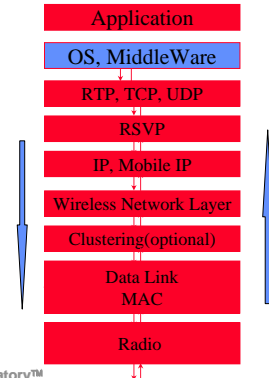 Application
OS, MiddleWare
RTP, TCP, UDP
RSVP
IP, Mobile IP
Wireless Network Layer
Clustering(optional)
Data Link
MAC
Radio
atory™